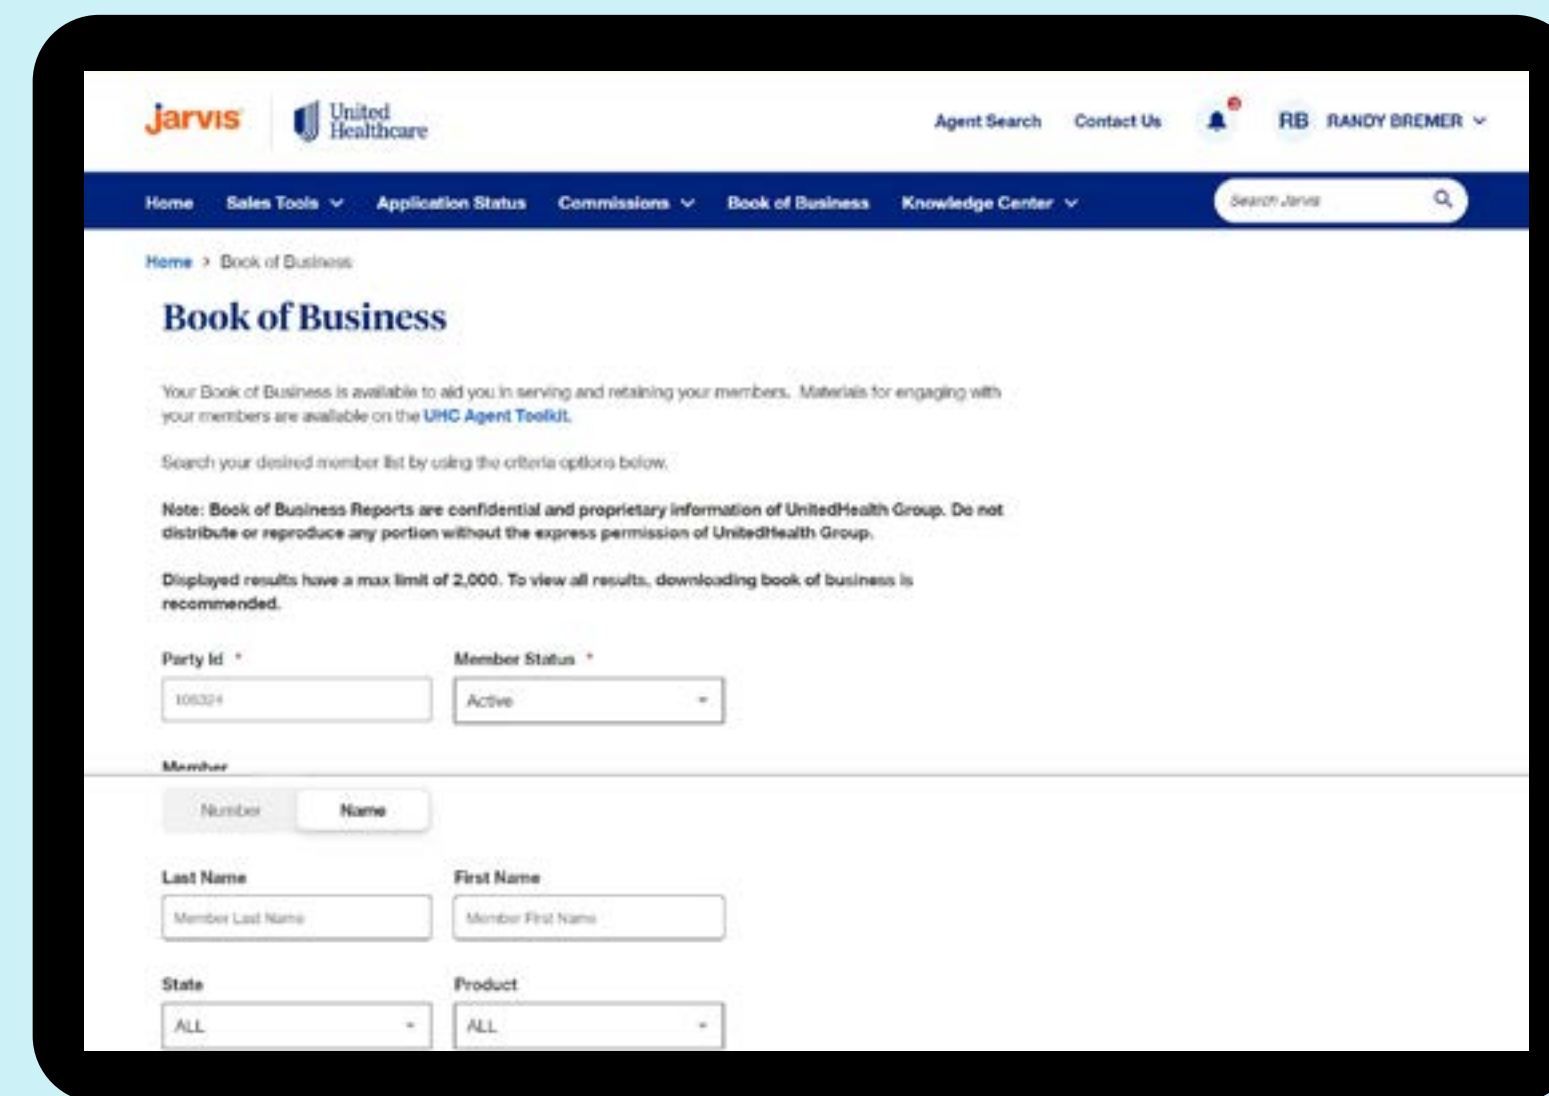 jarvis
United
Healthcare
Agent Search Contact Us RB RANDY BREMER
Home Sales Tools Application Status Commissions Book of Business Knowledge Center Search Jarvis
Home > Book of Business
Book of Business
Your Book of Business is available to aid you in serving and retaining your members. Materials for engaging with
your members are available on the UHC Agent Toolkit.
Search your desired member list by using the criteria options below.
Note: Book of Business Reports are confidential and proprietary information of UnitedHealth Group. Do not
distribute or reproduce any portion without the express permission of UnitedHealth Group.
Displayed results have a max limit of 2,000. To view all results, downloading book of business is
recommended.
Party Id * Member Status *
Active
Member
Number Name
Last Name First Name
Member Last Name Member First Name
State Product
ALL ALL